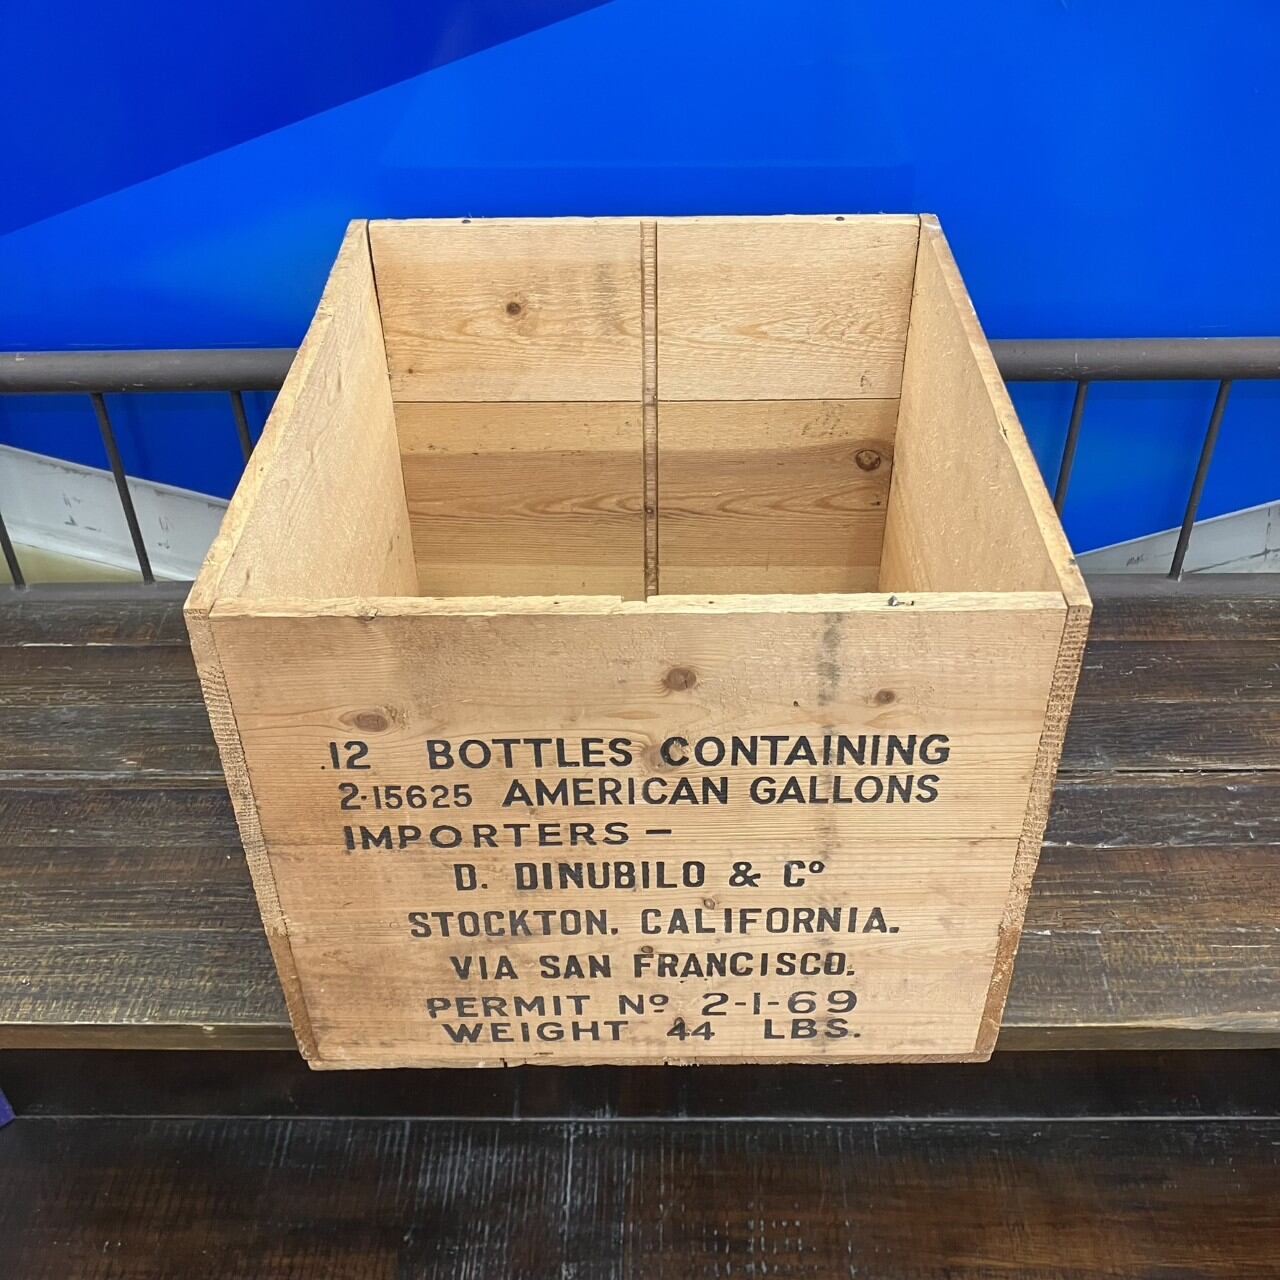 12 BOTTLES CONTAINING
2·15625 AMERICAN GALLONS
IMPORTERS –
D. DINUBILO & Cº
STOCKTON, CALIFORNIA.
VIA SAN FRANCISCO.
PERMIT Nº 2-1-69
WEIGHT 44 LBS.